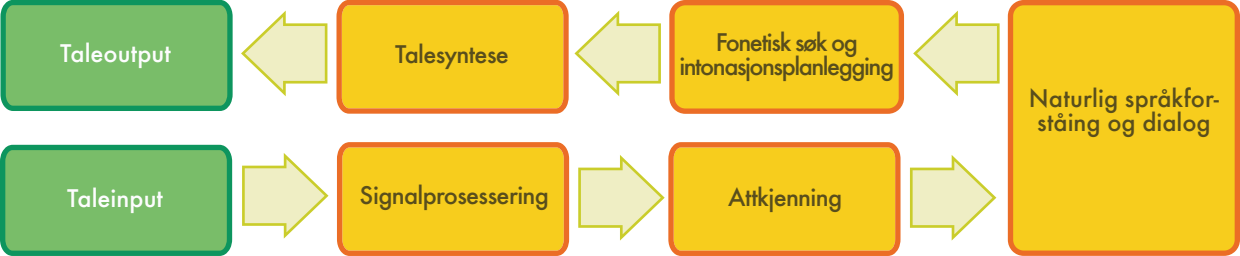 Taleoutput
Talesyntese
Fonetisk søk og
intonasjonsplanlegging
Naturlig språkfor-
ståing og dialog
Taleinput
Signalprosessering
Attkjenning